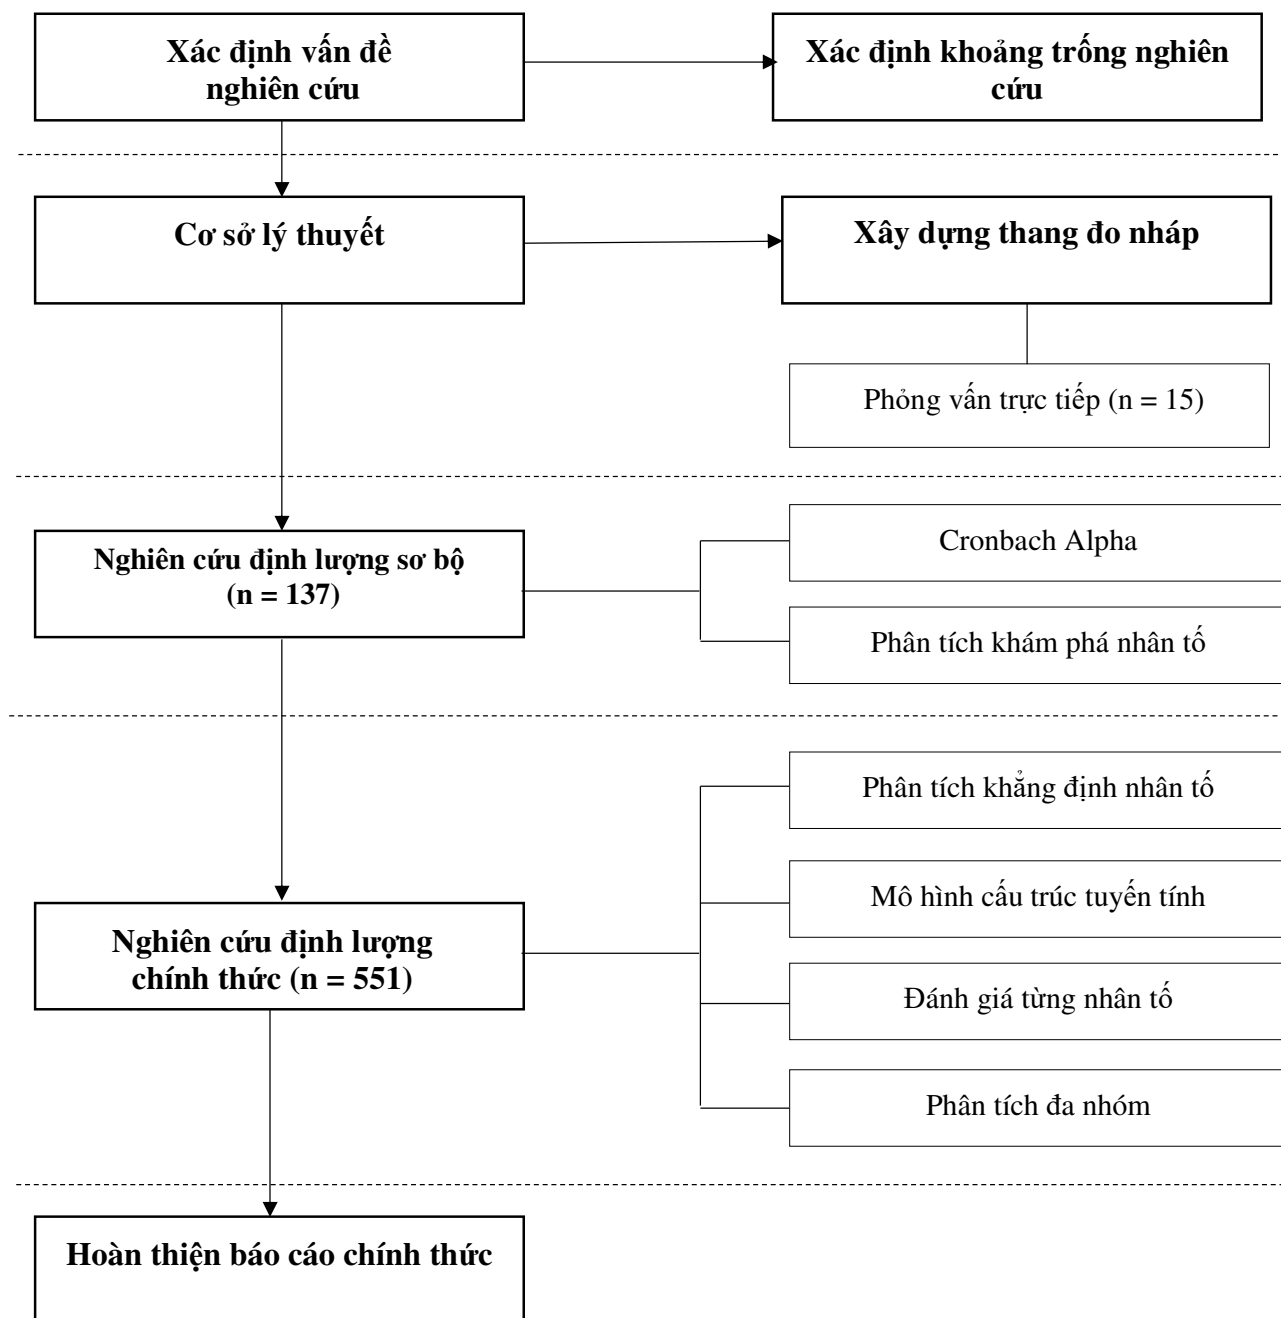 Xác định vấn đề
nghiên cứu
Xác định khoảng trống nghiên
cứu
Cơ sở lý thuyết
Xây dựng thang đo nháp
Phỏng vấn trực tiếp (n = 15)
Nghiên cứu định lượng sơ bộ
(n = 137)
Cronbach Alpha
Phân tích khám phá nhân tố
Phân tích khẳng định nhân tố
Mô hình cấu trúc tuyến tính
Nghiên cứu định lượng
chính thức (n = 551)
Đánh giá từng nhân tố
Phân tích đa nhóm
Hoàn thiện báo cáo chính thức